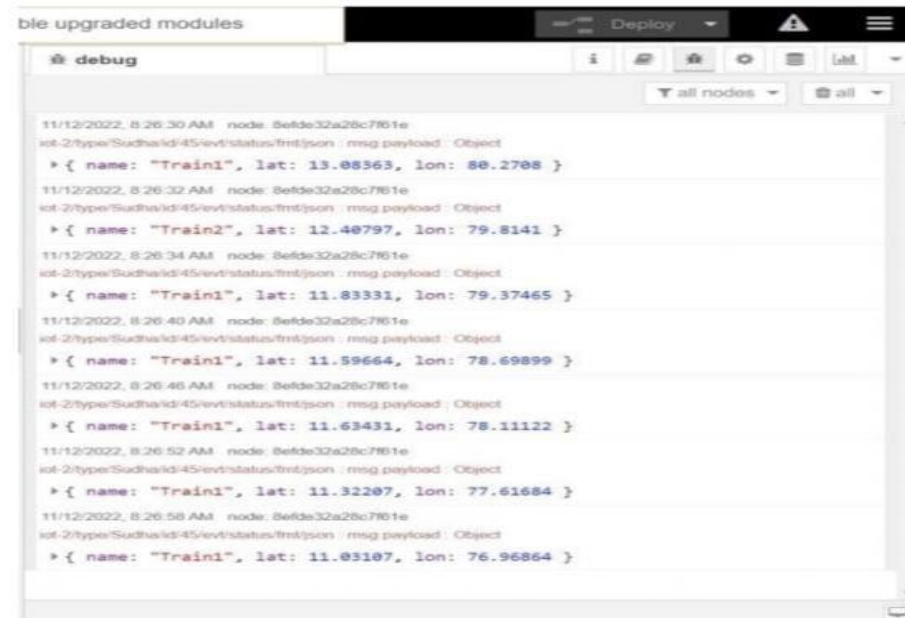 ble upgraded modules
Deploy
debug
i
all nodes
all
11/12/2022, 8:26:30 AM node: 8efde32a28c7f61e
iot-2/type/Sudha/id/45/evt/status/fmt/json : msg.payload : Object
{ name: "Train1", lat: 13.08363, lon: 80.2708 }
11/12/2022, 8:26:32 AM node: 8efde32a28c7f61e
iot-2/type/Sudha/id/45/evt/status/fmt/json : msg.payload : Object
{ name: "Train2", lat: 12.40797, lon: 79.8141 }
11/12/2022, 8:26:34 AM node: 8efde32a28c7f61e
iot-2/type/Sudha/id/45/evt/status/fmt/json : msg.payload : Object
{ name: "Train1", lat: 11.83331, lon: 79.37465 }
11/12/2022, 8:26:40 AM node: 8efde32a28c7f61e
iot-2/type/Sudha/id/45/evt/status/fmt/json : msg.payload : Object
{ name: "Train1", lat: 11.59664, lon: 78.69899 }
11/12/2022, 8:26:46 AM node: 8efde32a28c7f61e
iot-2/type/Sudha/id/45/evt/status/fmt/json : msg.payload : Object
{ name: "Train1", lat: 11.63431, lon: 78.11122 }
11/12/2022, 8:26:52 AM node: 8efde32a28c7f61e
iot-2/type/Sudha/id/45/evt/status/fmt/json : msg.payload : Object
{ name: "Train1", lat: 11.32207, lon: 77.61684 }
11/12/2022, 8:26:58 AM node: 8efde32a28c7f61e
iot-2/type/Sudha/id/45/evt/status/fmt/json : msg.payload : Object
{ name: "Train1", lat: 11.03107, lon: 76.96864 }